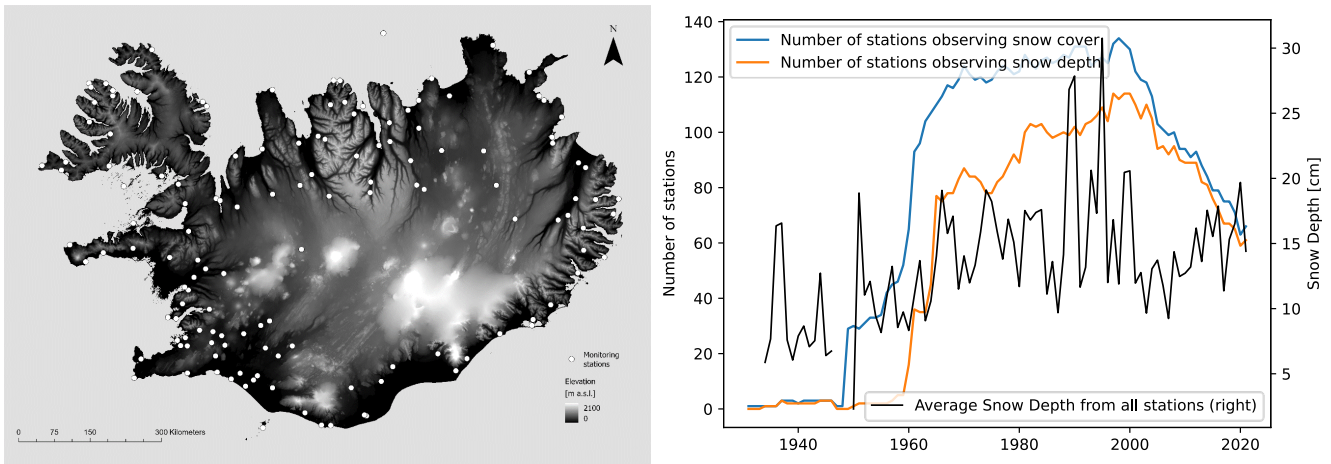 N
Monitoring
stations
Elevation
[m a.s.l.]
2100
0
0 75 150 300 Kilometers
Number of stations observing snow cover
Number of stations observing snow depth
Average Snow Depth from all stations (right)
Number of stations
140
120
100
80
60
40
20
0
30
25
20
15
10
5
Snow Depth [cm]
1940 1960 1980 2000 2020